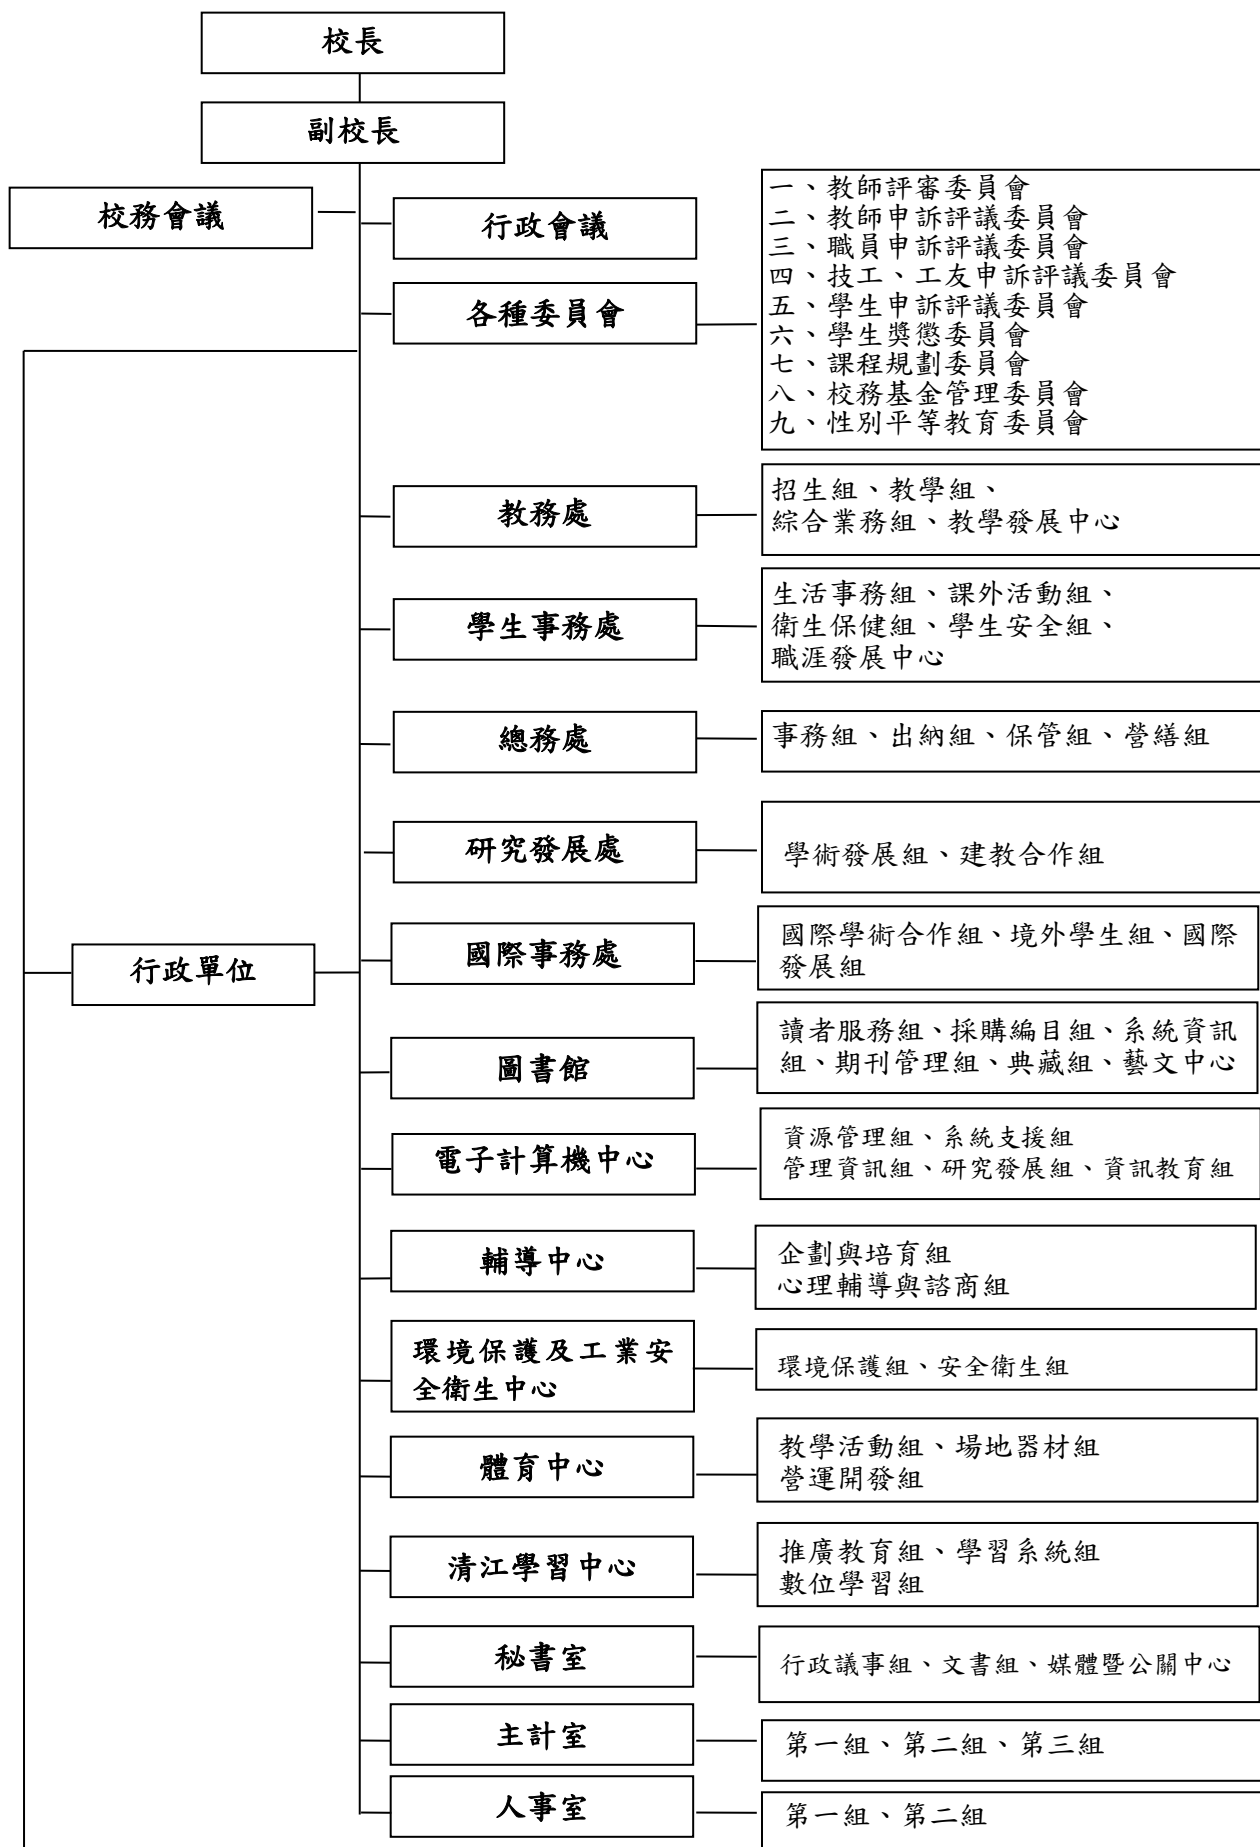 校長
副校長
校務會議
行政會議
各種委員會
一、教師評審委員會
二、教師申訴評議委員會
三、職員申訴評議委員會
四、技工、工友申訴評議委員會
五、學生申訴評議委員會
六、學生獎懲委員會
七、課程規劃委員會
八、校務基金管理委員會
九、性別平等教育委員會
教務處
招生組、教學組、
綜合業務組、教學發展中心
學生事務處
生活事務組、課外活動組、
衛生保健組、學生安全組、
職涯發展中心
總務處
事務組、出納組、保管組、營繕組
研究發展處
學術發展組、建教合作組
行政單位
國際事務處
國際學術合作組、境外學生組、國際
發展組
圖書館
讀者服務組、採購編目組、系統資訊
組、期刊管理組、典藏組、藝文中心
電子計算機中心
資源管理組、系統支援組
管理資訊組、研究發展組、資訊教育組
輔導中心
企劃與培育組
心理輔導與諮商組
環境保護及工業安
全衛生中心
環境保護組、安全衛生組
體育中心
教學活動組、場地器材組
營運開發組
清江學習中心
推廣教育組、學習系統組
數位學習組
秘書室
行政議事組、文書組、媒體暨公關中心
主計室
第一組、第二組、第三組
人事室
第一組、第二組